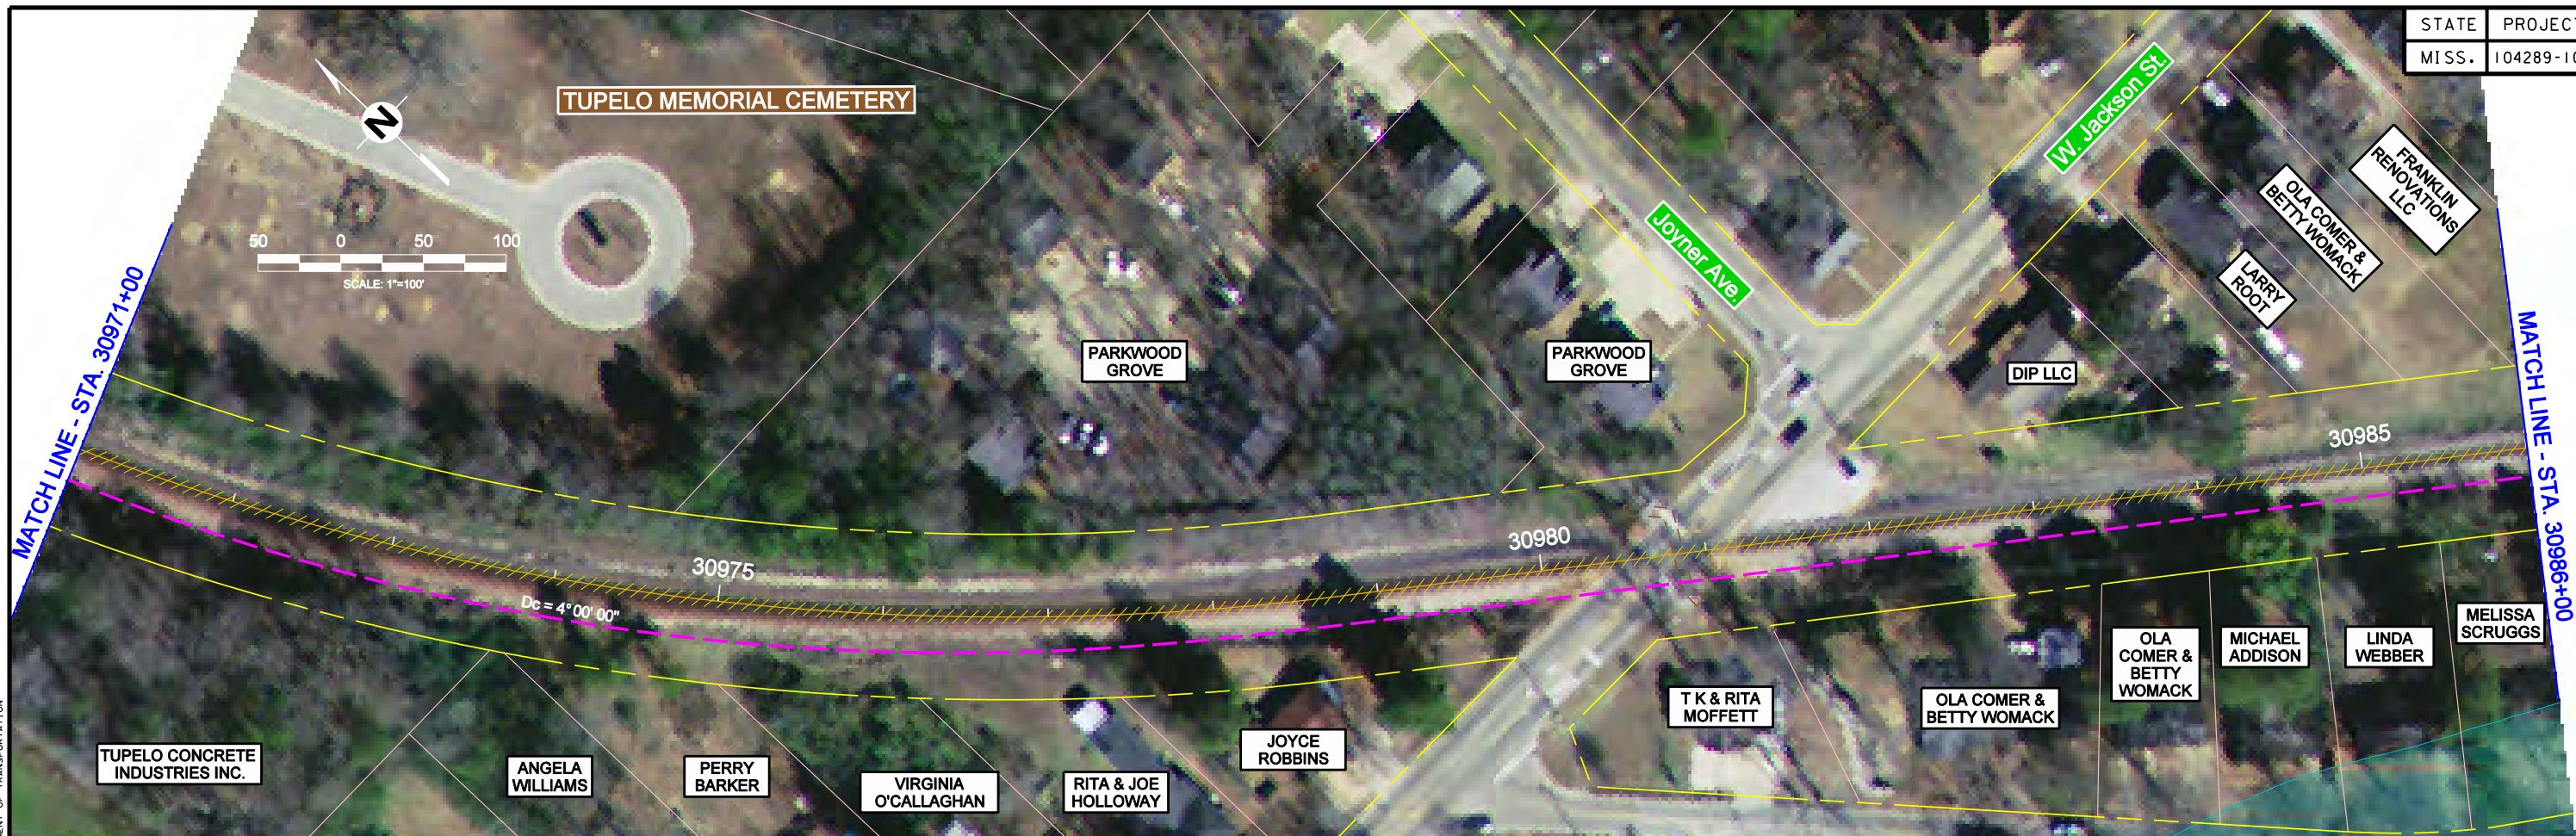 STATE PROJECT
MISS. 104289-10
TUPELO MEMORIAL CEMETERY
N
50 0 50 100
SCALE: 1"=100'
MATCH LINE - STA. 30971+00
W. Jackson St.
Joyner Ave.
FRANKLIN
RENOVATIONS
LLC
OLA COMER &
BETTY WOMACK
LARRY
ROOT
PARKWOOD
GROVE
PARKWOOD
GROVE
DIP LLC
MATCH LINE - STA. 30986+00
30985
30980
30975
Dc = 4° 00' 00"
TUPELO CONCRETE
INDUSTRIES INC.
ANGELA
WILLIAMS
PERRY
BARKER
VIRGINIA
O'CALLAGHAN
RITA & JOE
HOLLOWAY
JOYCE
ROBBINS
T K & RITA
MOFFETT
OLA COMER &
BETTY WOMACK
OLA
COMER &
BETTY
WOMACK
MICHAEL
ADDISON
LINDA
WEBBER
MELISSA
SCRUGGS